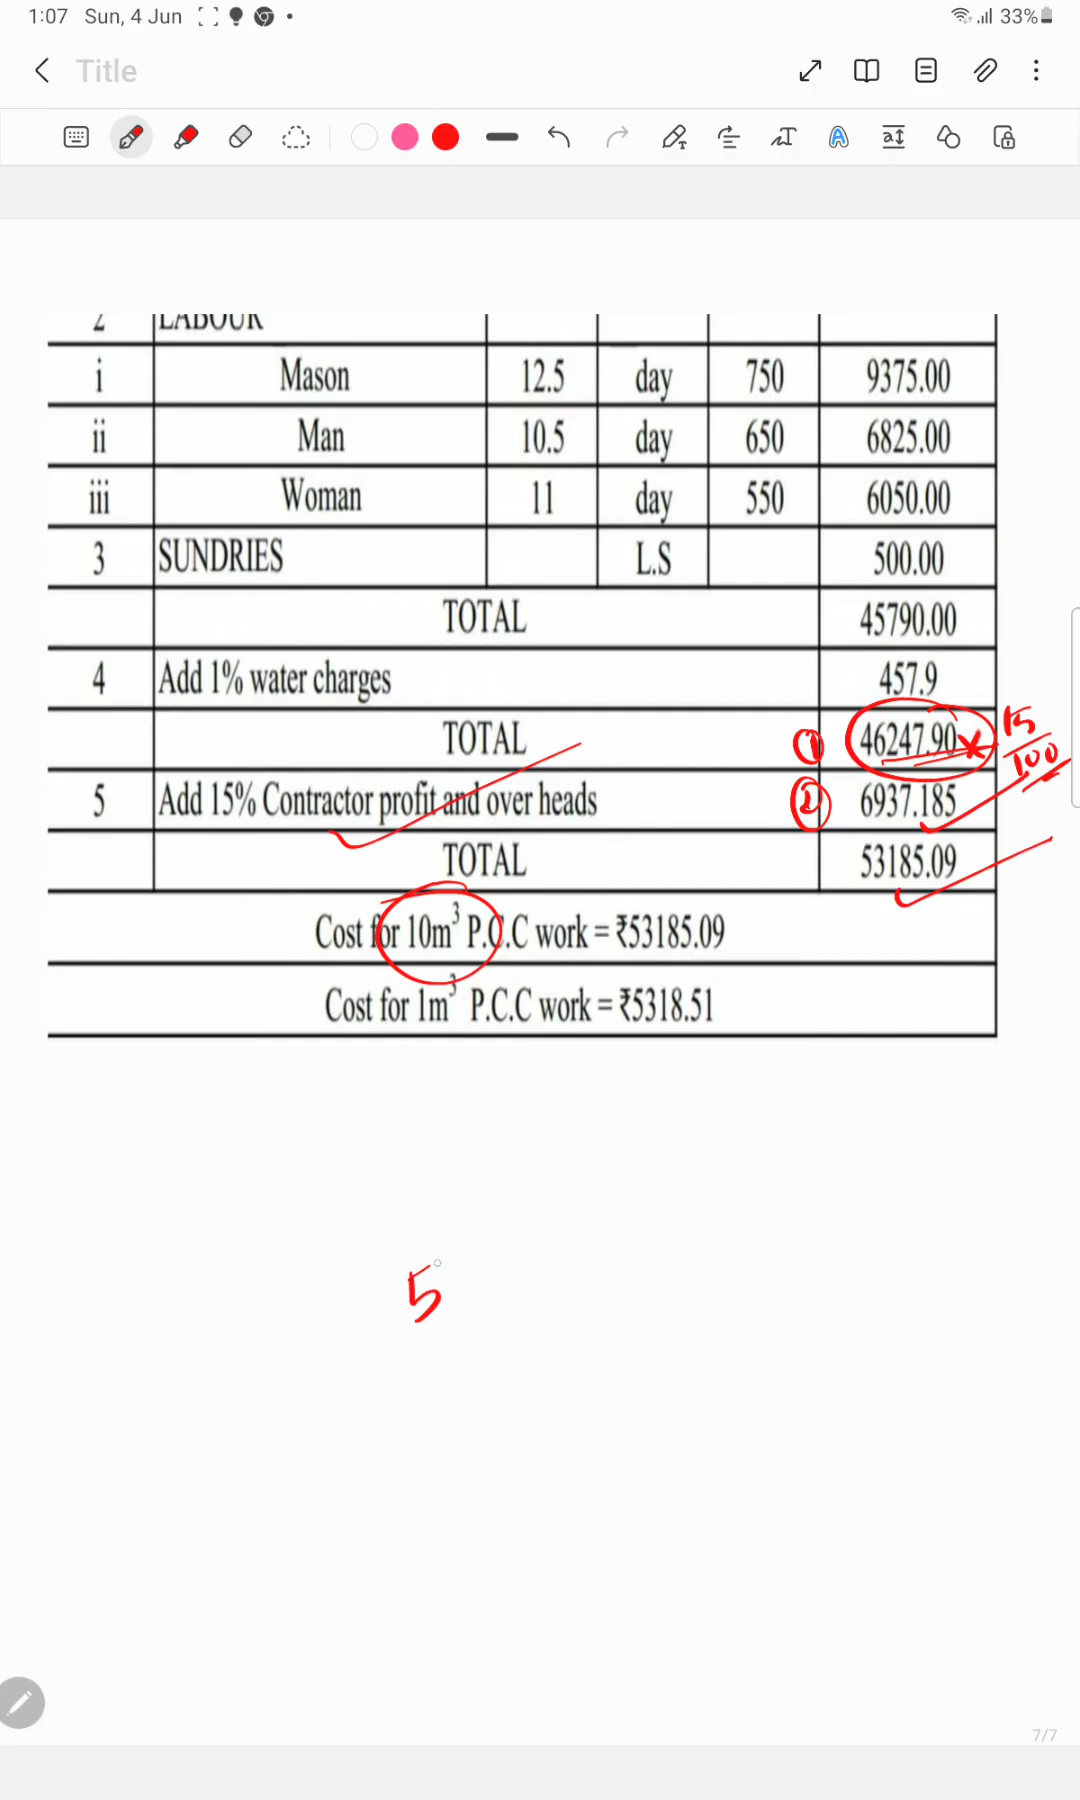 1:07 Sun, 4 Jun 33%
Title
2 LABOUR
i Mason 12.5 day 750 9375.00
ii Man 10.5 day 650 6825.00
iii Woman 11 day 550 6050.00
3 SUNDRIES L.S 500.00
TOTAL 45790.00
4 Add 1% water charges 457.9
TOTAL ① 46247.90 × 15/100
5 Add 15% Contractor profit and over heads ② 6937.185
TOTAL 53185.09
Cost for 10m³ P.C.C work = ₹53185.09
Cost for 1m³ P.C.C work = ₹5318.51
5
7/7